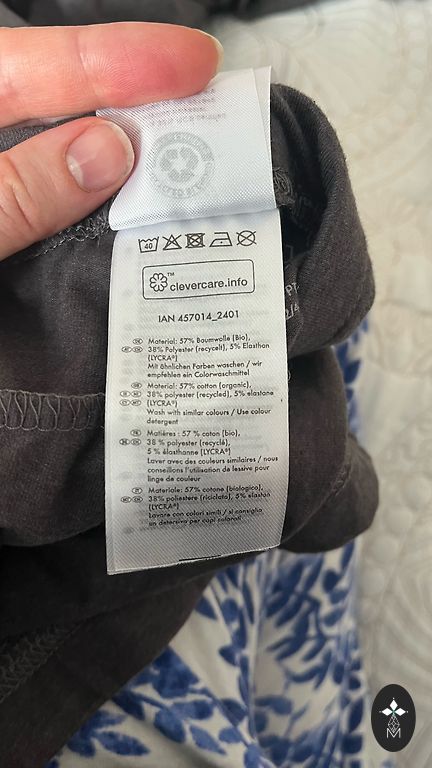 40
clevercare.info
TM
IAN 457014_2401
Material: 57% Baumwolle (Bio),
38% Polyester (recycelt), 5% Elasthan
(LYCRA®)
Mit ähnlichen Farben waschen / wir
empfehlen ein Colorwaschmittel
Material: 57% cotton (organic),
38% polyester (recycled), 5% elastane
(LYCRA®)
Wash with similar colours / Use colour
detergent
Matières : 57 % coton (bio),
38 % polyester (recyclé),
5 % élasthanne (LYCRA®)
Laver avec des couleurs similaires / nous
conseillons l'utilisation de lessive pour
linge de couleur
Materiale: 57% cotone (biologico),
38% poliestere (riciclato), 5% elastan
(LYCRA®)
Lavare con colori simili / si consiglia
un detersivo per capi colorati
M